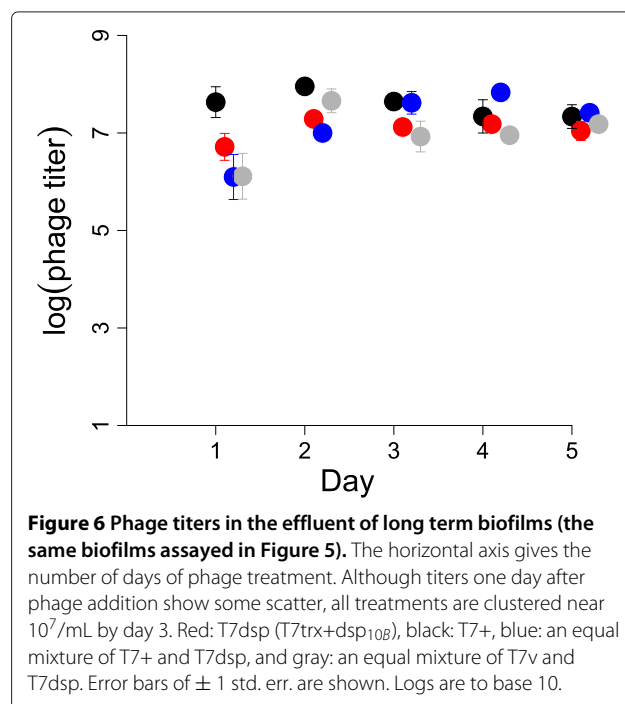 9
7
5
3
1
log(phage titer)
1
2
3
4
5
Day
Figure 6 Phage titers in the effluent of long term biofilms (the
same biofilms assayed in Figure 5). The horizontal axis gives the
number of days of phage treatment. Although titers one day after
phage addition show some scatter, all treatments are clustered near
10⁷/mL by day 3. Red: T7dsp (T7trx+dsp10B), black: T7+, blue: an equal
mixture of T7+ and T7dsp, and gray: an equal mixture of T7v and
T7dsp. Error bars of ± 1 std. err. are shown. Logs are to base 10.